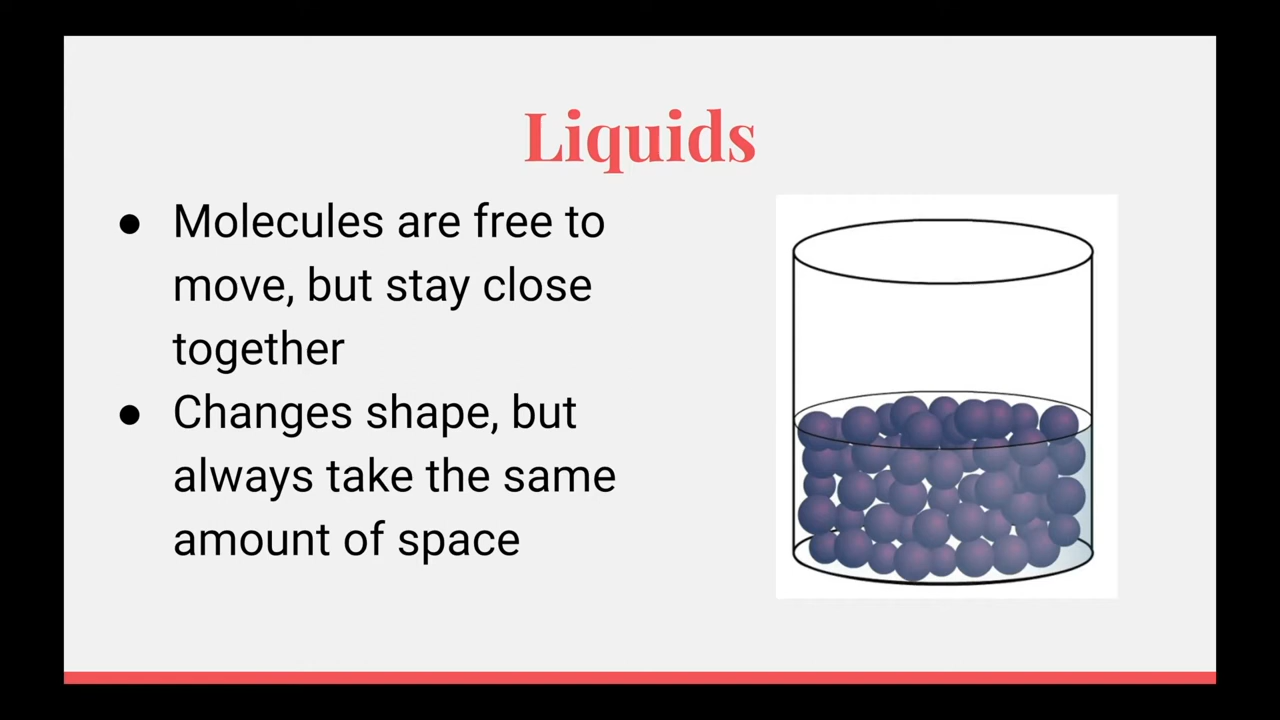 Liquids
● Molecules are free to
move, but stay close
together
● Changes shape, but
always take the same
amount of space